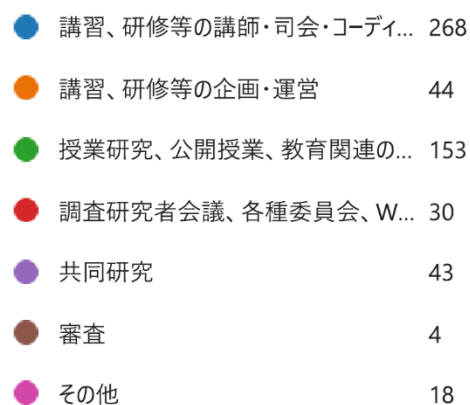 講習、研修等の講師・司会・コーディ... 268
講習、研修等の企画・運営 44
授業研究、公開授業、教育関連の... 153
調査研究者会議、各種委員会、W... 30
共同研究 43
審査 4
その他 18